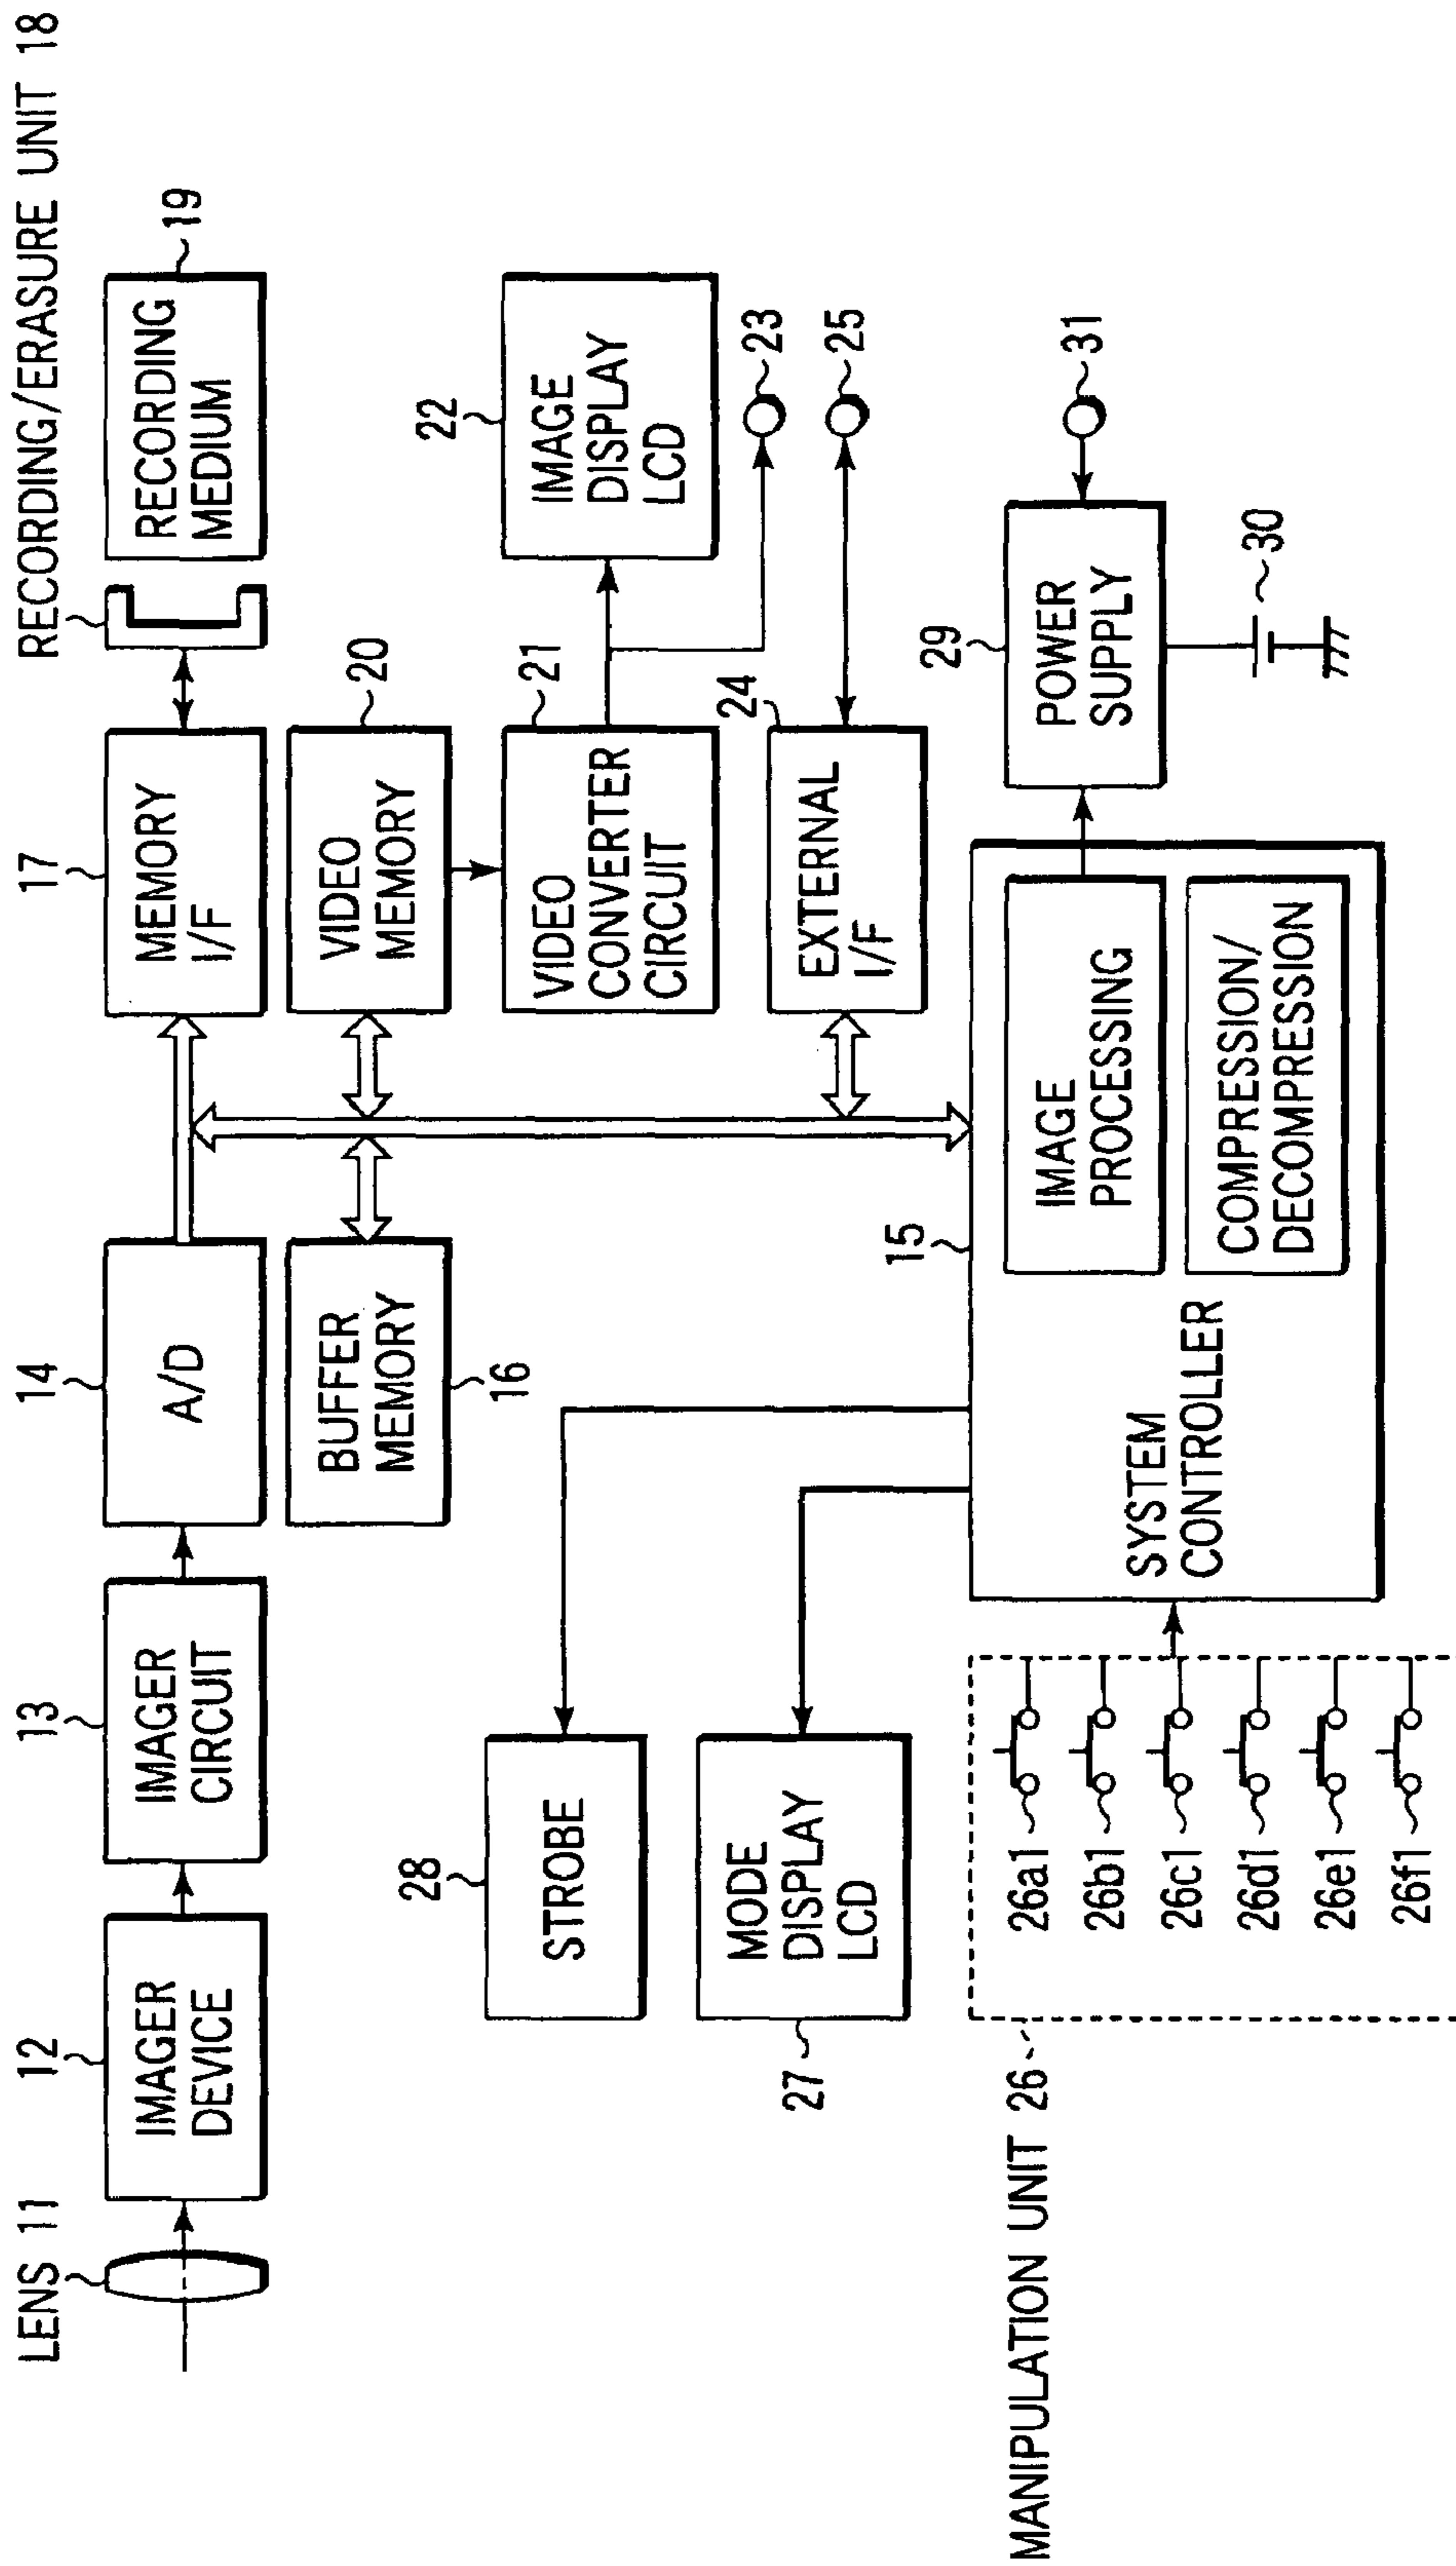 RECORDING/ERASURE UNIT 18
LENS 11
12
13
14
17
19
IMAGER
DEVICE
IMAGER
CIRCUIT
A/D
MEMORY
I/F
RECORDING
MEDIUM
BUFFER
MEMORY
16
VIDEO
MEMORY
20
28
STROBE
21
VIDEO
CONVERTER
CIRCUIT
22
IMAGE
DISPLAY
LCD
23
27
MODE
DISPLAY
LCD
24
EXTERNAL
I/F
25
15
SYSTEM
CONTROLLER
IMAGE
PROCESSING
COMPRESSION/
DECOMPRESSION
29
POWER
SUPPLY
31
30
MANIPULATION UNIT 26
26a1
26b1
26c1
26d1
26e1
26f1